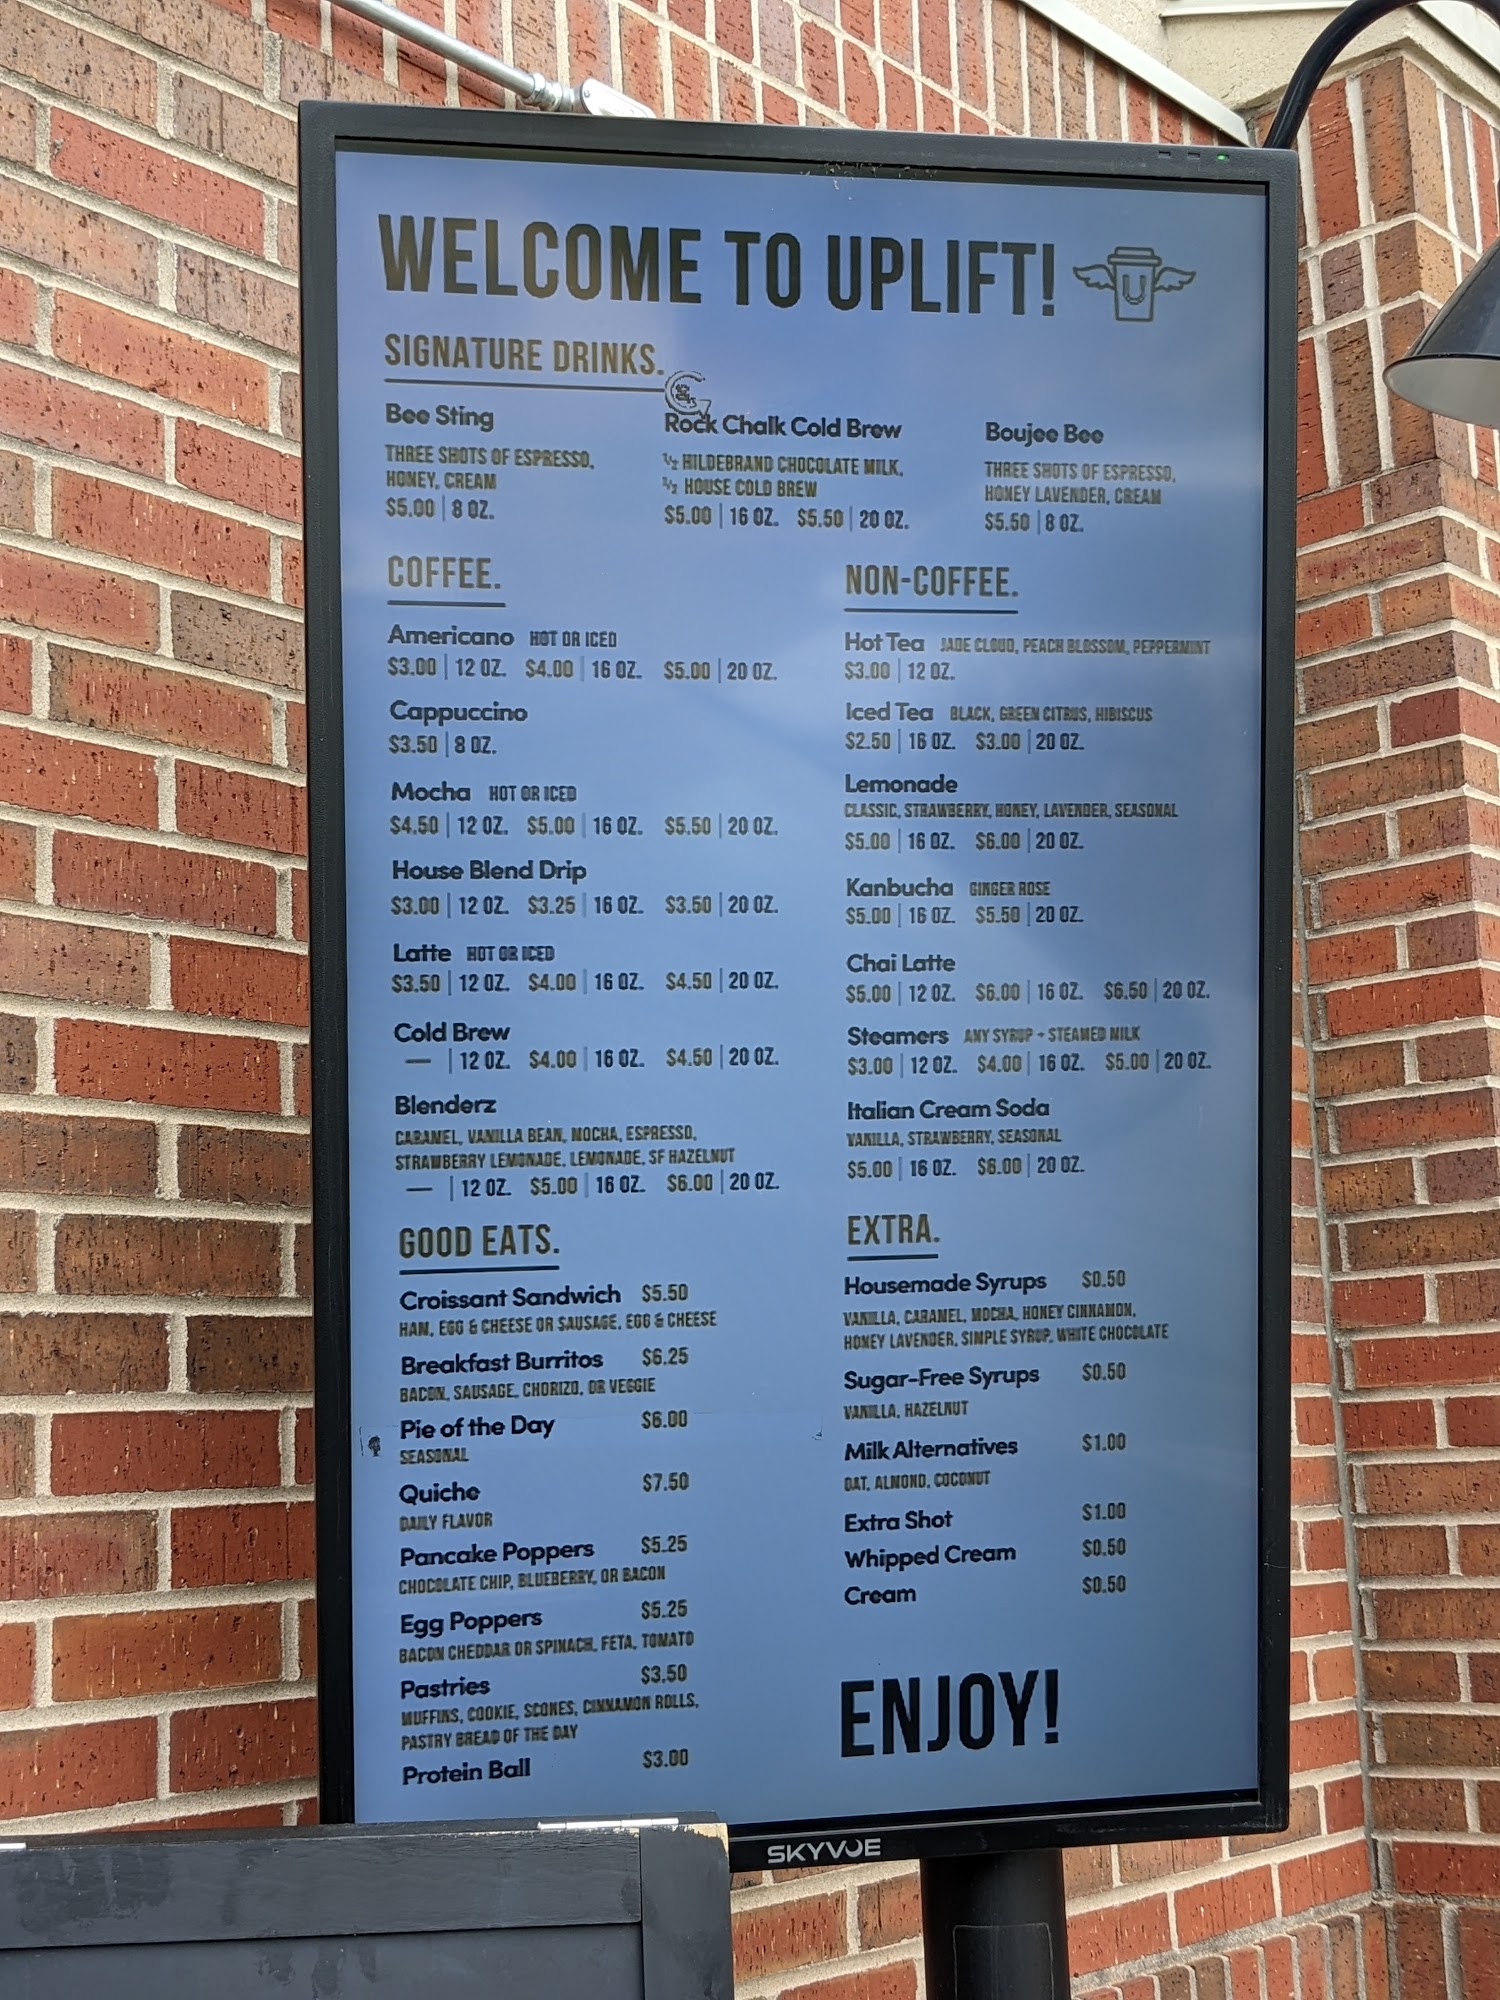 WELCOME TO UPLIFT!
U
SIGNATURE DRINKS.
Bee Sting
THREE SHOTS OF ESPRESSO,
HONEY, CREAM
$5.00 | 8 OZ.
Rock Chalk Cold Brew
½ HILDEBRAND CHOCOLATE MILK,
½ HOUSE COLD BREW
$5.00 | 16 OZ. $5.50 | 20 OZ.
Boujee Bee
THREE SHOTS OF ESPRESSO,
HONEY LAVENDER, CREAM
$5.50 | 8 OZ.
COFFEE.
Americano HOT OR ICED
$3.00 | 12 OZ. $4.00 | 16 OZ. $5.00 | 20 OZ.
Cappuccino
$3.50 | 8 OZ.
Mocha HOT OR ICED
$4.50 | 12 OZ. $5.00 | 16 OZ. $5.50 | 20 OZ.
House Blend Drip
$3.00 | 12 OZ. $3.25 | 16 OZ. $3.50 | 20 OZ.
Latte HOT OR ICED
$3.50 | 12 OZ. $4.00 | 16 OZ. $4.50 | 20 OZ.
Cold Brew
— | 12 OZ. $4.00 | 16 OZ. $4.50 | 20 OZ.
Blenderz
CARAMEL, VANILLA BEAN, MOCHA, ESPRESSO,
STRAWBERRY LEMONADE, LEMONADE, SF HAZELNUT
— | 12 OZ. $5.00 | 16 OZ. $6.00 | 20 OZ.
NON-COFFEE.
Hot Tea JADE CLOUD, PEACH BLOSSOM, PEPPERMINT
$3.00 | 12 OZ.
Iced Tea BLACK, GREEN CITRUS, HIBISCUS
$2.50 | 16 OZ. $3.00 | 20 OZ.
Lemonade
CLASSIC, STRAWBERRY, HONEY, LAVENDER, SEASONAL
$5.00 | 16 OZ. $6.00 | 20 OZ.
Kanbucha GINGER ROSE
$5.00 | 16 OZ. $5.50 | 20 OZ.
Chai Latte
$5.00 | 12 OZ. $6.00 | 16 OZ. $6.50 | 20 OZ.
Steamers ANY SYRUP + STEAMED MILK
$3.00 | 12 OZ. $4.00 | 16 OZ. $5.00 | 20 OZ.
Italian Cream Soda
VANILLA, STRAWBERRY, SEASONAL
$5.00 | 16 OZ. $6.00 | 20 OZ.
GOOD EATS.
Croissant Sandwich $5.50
HAM, EGG & CHEESE OR SAUSAGE, EGG & CHEESE
Breakfast Burritos $6.25
BACON, SAUSAGE, CHORIZO, OR VEGGIE
Pie of the Day $6.00
SEASONAL
Quiche $7.50
DAILY FLAVOR
Pancake Poppers $5.25
CHOCOLATE CHIP, BLUEBERRY, OR BACON
Egg Poppers $5.25
BACON CHEDDAR OR SPINACH, FETA, TOMATO
Pastries $3.50
MUFFINS, COOKIE, SCONES, CINNAMON ROLLS,
PASTRY BREAD OF THE DAY
Protein Ball $3.00
EXTRA.
Housemade Syrups $0.50
VANILLA, CARAMEL, MOCHA, HONEY CINNAMON,
HONEY LAVENDER, SIMPLE SYRUP, WHITE CHOCOLATE
Sugar-Free Syrups $0.50
VANILLA, HAZELNUT
Milk Alternatives $1.00
OAT, ALMOND, COCONUT
Extra Shot $1.00
Whipped Cream $0.50
Cream $0.50
ENJOY!
SKYVUE